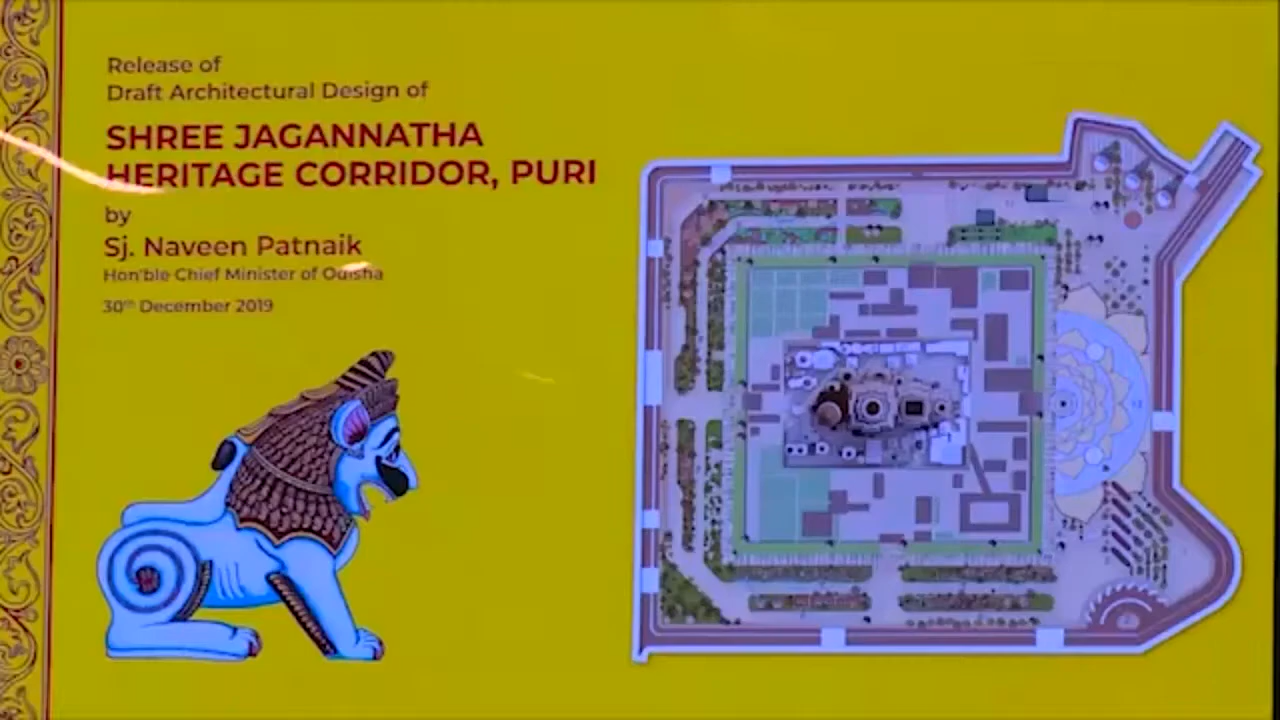 Release of
Draft Architectural Design of
SHREE JAGANNATHA
HERITAGE CORRIDOR, PURI
by
Sj. Naveen Patnaik
Hon'ble Chief Minister of Odisha
30th December 2019